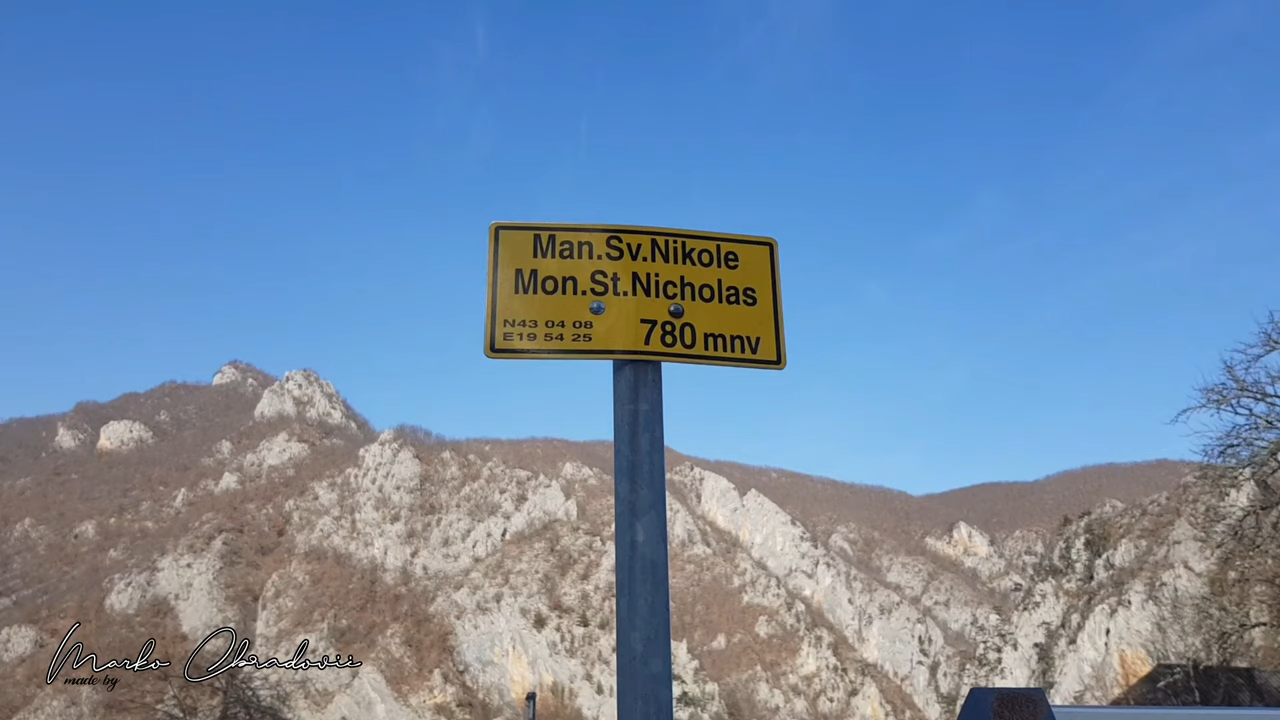 Man.Sv.Nikole
Mon.St.Nicholas
N43 04 08
E19 54 25
780 mnv
Marko Obradović
made by